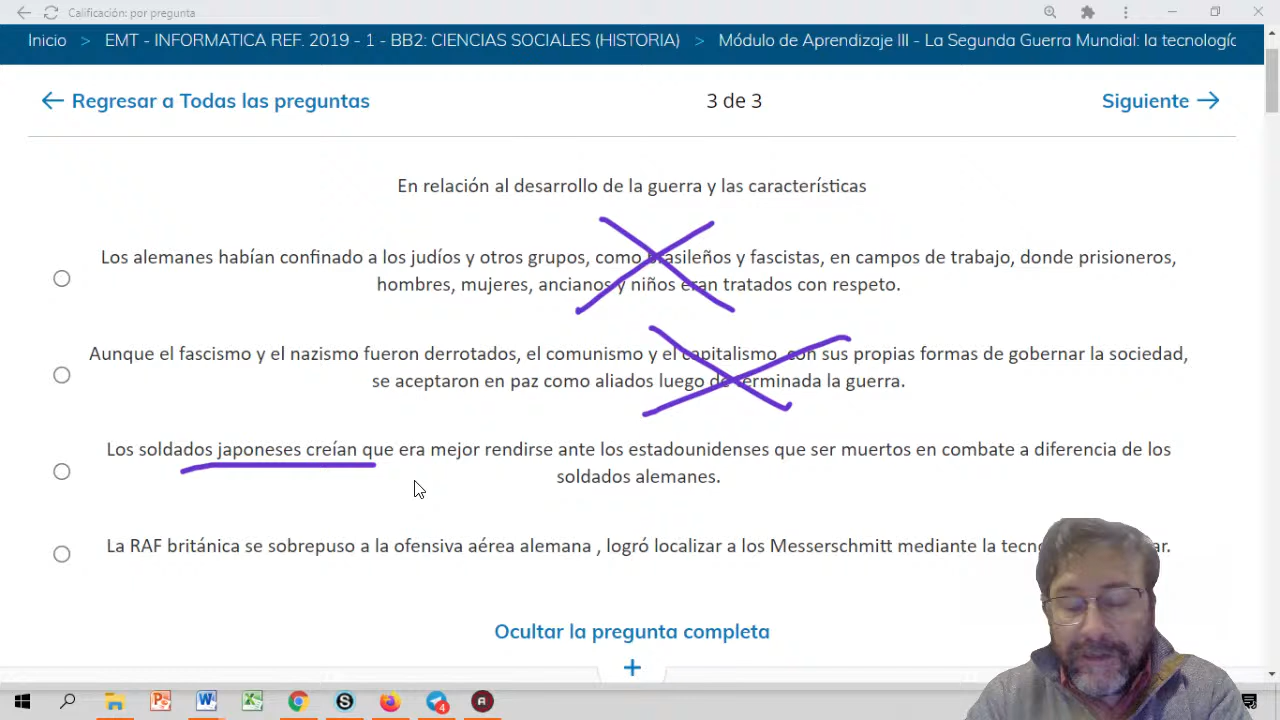 Calificación: por pregunta
Inicio > EMT - INFORMATICA REF. 2019 - 1 - BB2: CIENCIAS SOCIALES (HISTORIA) > Módulo de Aprendizaje III - La Segunda Guerra Mundial: la tecnologíc
← Regresar a Todas las preguntas
3 de 3
Siguiente →
En relación al desarrollo de la guerra y las características
Los alemanes habían confinado a los judíos y otros grupos, como brasileños y fascistas, en campos de trabajo, donde prisioneros,
hombres, mujeres, ancianos y niños eran tratados con respeto.
Aunque el fascismo y el nazismo fueron derrotados, el comunismo y el capitalismo, con sus propias formas de gobernar la sociedad,
se aceptaron en paz como aliados luego de terminada la guerra.
Los soldados japoneses creían que era mejor rendirse ante los estadounidenses que ser muertos en combate a diferencia de los
soldados alemanes.
La RAF británica se sobrepuso a la ofensiva aérea alemana , logró localizar a los Messerschmitt mediante la
Ocultar la pregunta completa
+
4